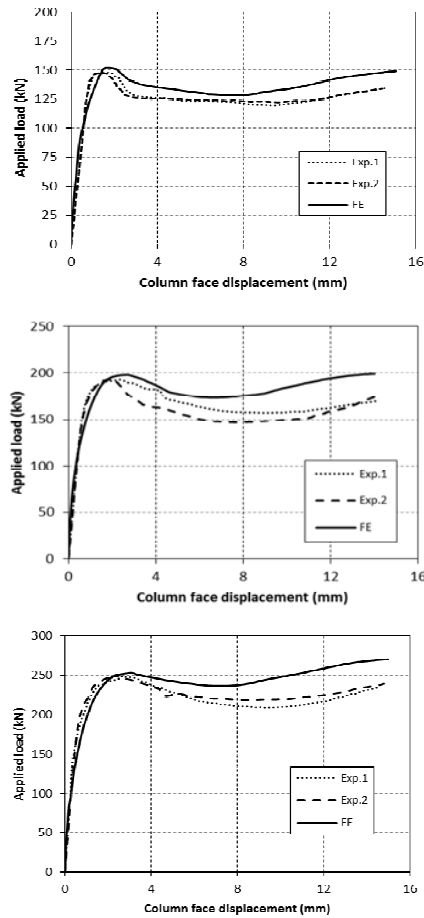 200
175
150
125
100
75
50
25
0
Applied load (kN)
Exp.1
Exp.2
FE
0 4 8 12 16
Column face displacement (mm)
250
200
150
100
50
0
Applied load (kN)
Exp.1
Exp.2
FE
0 4 8 12 16
Column face displacement (mm)
300
250
200
150
100
50
0
Applied load (kN)
Exp.1
Exp.2
FF
0 4 8 12 16
Column face displacement (mm)